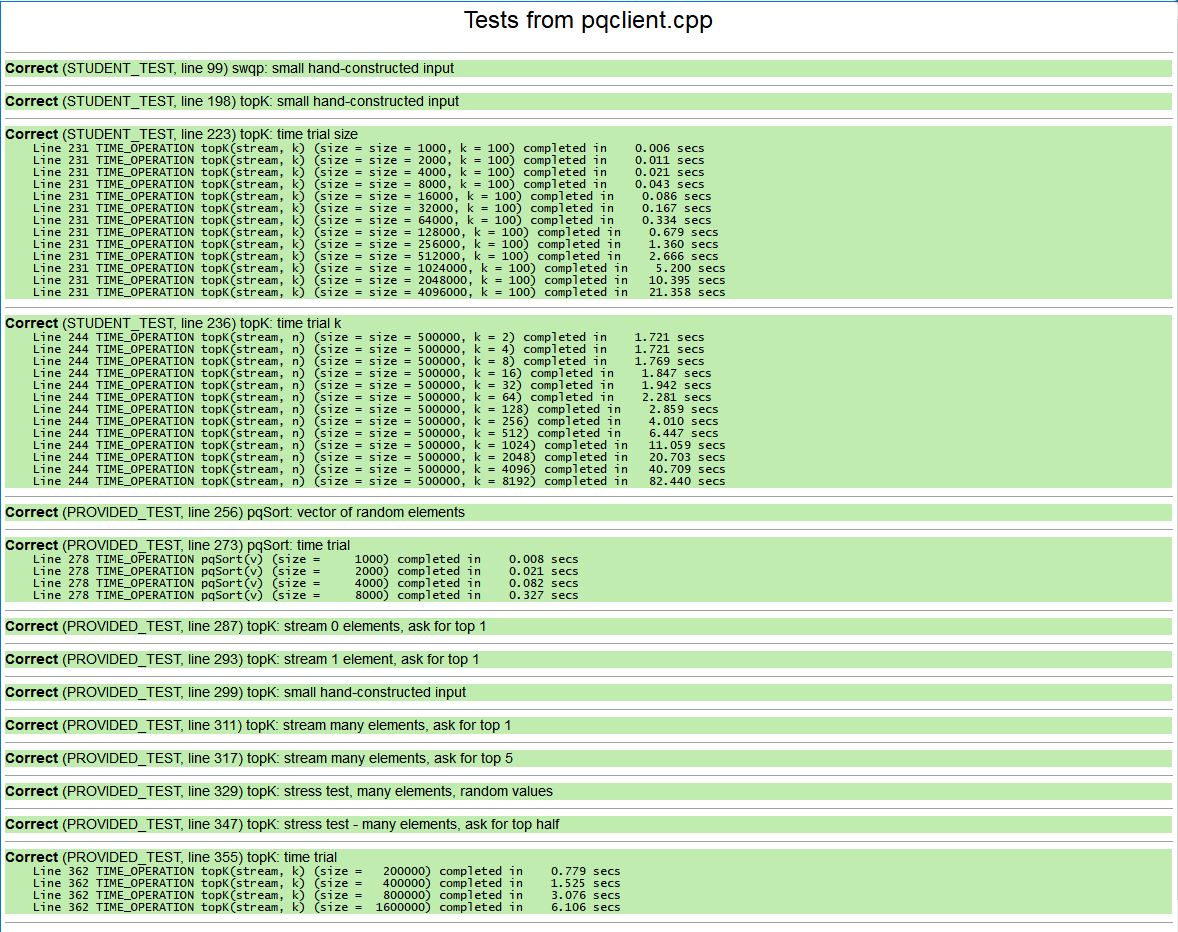 Tests from pqclient.cpp
Correct (STUDENT_TEST, line 99) swqp: small hand-constructed input
Correct (STUDENT_TEST, line 198) topK: small hand-constructed input
Correct (STUDENT_TEST, line 223) topK: time trial size
Line 231 TIME_OPERATION topK(stream, k) (size = size = 1000, k = 100) completed in    0.006 secs
Line 231 TIME_OPERATION topK(stream, k) (size = size = 2000, k = 100) completed in    0.011 secs
Line 231 TIME_OPERATION topK(stream, k) (size = size = 4000, k = 100) completed in    0.021 secs
Line 231 TIME_OPERATION topK(stream, k) (size = size = 8000, k = 100) completed in    0.043 secs
Line 231 TIME_OPERATION topK(stream, k) (size = size = 16000, k = 100) completed in    0.086 secs
Line 231 TIME_OPERATION topK(stream, k) (size = size = 32000, k = 100) completed in    0.167 secs
Line 231 TIME_OPERATION topK(stream, k) (size = size = 64000, k = 100) completed in    0.334 secs
Line 231 TIME_OPERATION topK(stream, k) (size = size = 128000, k = 100) completed in    0.679 secs
Line 231 TIME_OPERATION topK(stream, k) (size = size = 256000, k = 100) completed in    1.360 secs
Line 231 TIME_OPERATION topK(stream, k) (size = size = 512000, k = 100) completed in    2.666 secs
Line 231 TIME_OPERATION topK(stream, k) (size = size = 1024000, k = 100) completed in    5.200 secs
Line 231 TIME_OPERATION topK(stream, k) (size = size = 2048000, k = 100) completed in   10.395 secs
Line 231 TIME_OPERATION topK(stream, k) (size = size = 4096000, k = 100) completed in   21.358 secs
Correct (STUDENT_TEST, line 236) topK: time trial k
Line 244 TIME_OPERATION topK(stream, n) (size = size = 500000, k = 2) completed in    1.721 secs
Line 244 TIME_OPERATION topK(stream, n) (size = size = 500000, k = 4) completed in    1.721 secs
Line 244 TIME_OPERATION topK(stream, n) (size = size = 500000, k = 8) completed in    1.769 secs
Line 244 TIME_OPERATION topK(stream, n) (size = size = 500000, k = 16) completed in    1.847 secs
Line 244 TIME_OPERATION topK(stream, n) (size = size = 500000, k = 32) completed in    1.942 secs
Line 244 TIME_OPERATION topK(stream, n) (size = size = 500000, k = 64) completed in    2.281 secs
Line 244 TIME_OPERATION topK(stream, n) (size = size = 500000, k = 128) completed in    2.859 secs
Line 244 TIME_OPERATION topK(stream, n) (size = size = 500000, k = 256) completed in    4.010 secs
Line 244 TIME_OPERATION topK(stream, n) (size = size = 500000, k = 512) completed in    6.447 secs
Line 244 TIME_OPERATION topK(stream, n) (size = size = 500000, k = 1024) completed in   11.059 secs
Line 244 TIME_OPERATION topK(stream, n) (size = size = 500000, k = 2048) completed in   20.703 secs
Line 244 TIME_OPERATION topK(stream, n) (size = size = 500000, k = 4096) completed in   40.709 secs
Line 244 TIME_OPERATION topK(stream, n) (size = size = 500000, k = 8192) completed in   82.440 secs
Correct (PROVIDED_TEST, line 256) pqSort: vector of random elements
Correct (PROVIDED_TEST, line 273) pqSort: time trial
Line 278 TIME_OPERATION pqSort(v) (size =     1000) completed in    0.008 secs
Line 278 TIME_OPERATION pqSort(v) (size =     2000) completed in    0.021 secs
Line 278 TIME_OPERATION pqSort(v) (size =     4000) completed in    0.082 secs
Line 278 TIME_OPERATION pqSort(v) (size =     8000) completed in    0.327 secs
Correct (PROVIDED_TEST, line 287) topK: stream 0 elements, ask for top 1
Correct (PROVIDED_TEST, line 293) topK: stream 1 element, ask for top 1
Correct (PROVIDED_TEST, line 299) topK: small hand-constructed input
Correct (PROVIDED_TEST, line 311) topK: stream many elements, ask for top 1
Correct (PROVIDED_TEST, line 317) topK: stream many elements, ask for top 5
Correct (PROVIDED_TEST, line 329) topK: stress test, many elements, random values
Correct (PROVIDED_TEST, line 347) topK: stress test - many elements, ask for top half
Correct (PROVIDED_TEST, line 355) topK: time trial
Line 362 TIME_OPERATION topK(stream, k) (size =   200000) completed in    0.779 secs
Line 362 TIME_OPERATION topK(stream, k) (size =   400000) completed in    1.525 secs
Line 362 TIME_OPERATION topK(stream, k) (size =   800000) completed in    3.076 secs
Line 362 TIME_OPERATION topK(stream, k) (size =  1600000) completed in    6.106 secs